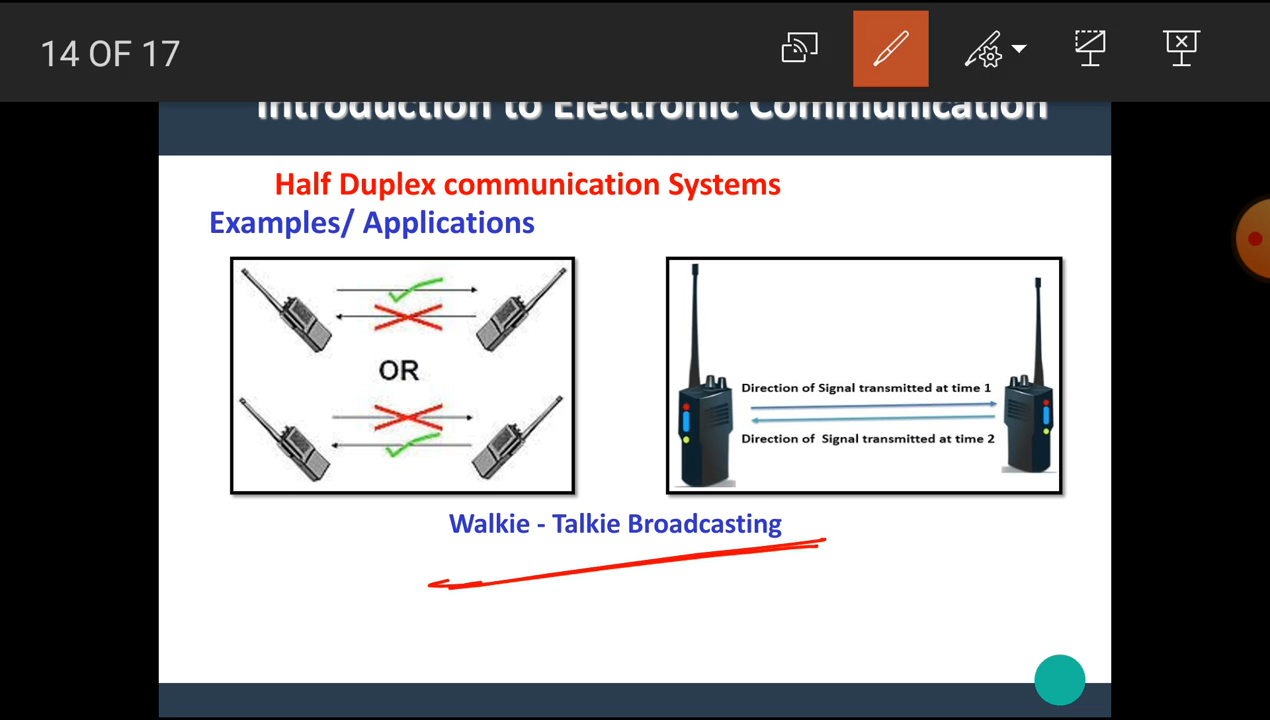 14 OF 17
Introduction to Electronic Communication
Half Duplex communication Systems
Examples/ Applications
OR
Direction of Signal transmitted at time 1
Direction of  Signal transmitted at time 2
Walkie - Talkie Broadcasting